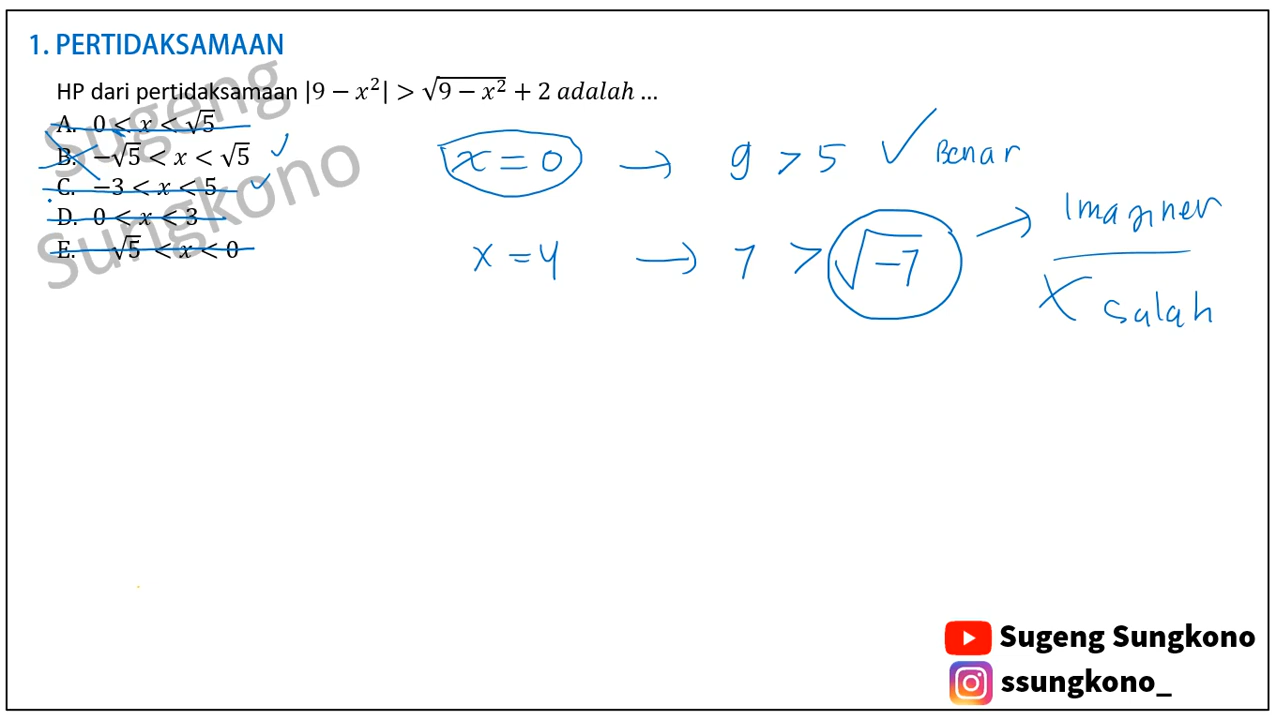 1. PERTIDAKSAMAAN
HP dari pertidaksamaan |9 − x²| > √(9 − x²) + 2 adalah ...
A. 0 < x < √5
B. −√5 < x < √5
C. −3 < x < 5
D. 0 < x < 3
E. √5 < x < 0
x = 0 → 9 > 5 ✓ Benar
x = 4 → 7 > √−7 → Imaginer
X Salah
Sugeng
Sungkono
Sugeng Sungkono
ssungkono_